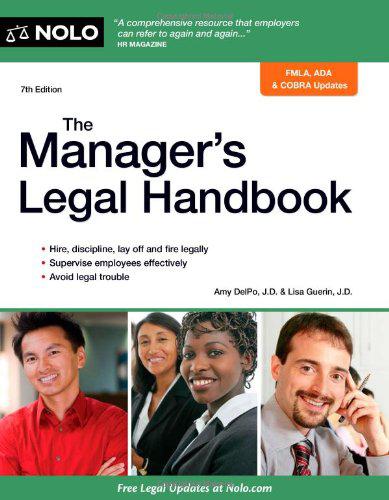 NOLO
"A comprehensive resource that employers
can refer to again and again..."
HR MAGAZINE
FMLA, ADA
& COBRA Updates
7th Edition
The
Manager's
Legal Handbook
• Hire, discipline, lay off and fire legally
• Supervise employees effectively
• Avoid legal trouble
Amy DelPo, J.D. & Lisa Guerin, J.D.
Free Legal Updates at Nolo.com